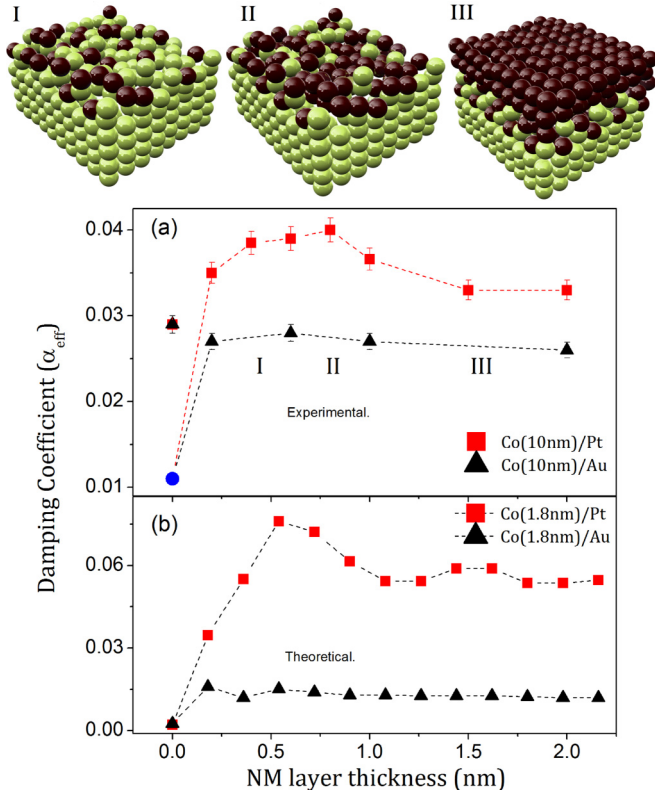 I II III
(a)
0.04
0.03
0.02
0.01
I II III
Experimental.
Co(10nm)/Pt
Co(10nm)/Au
Damping Coefficient (α_eff)
(b)
Co(1.8nm)/Pt
Co(1.8nm)/Au
0.06
0.03
0.00
Theoretical.
0.0 0.5 1.0 1.5 2.0
NM layer thickness (nm)